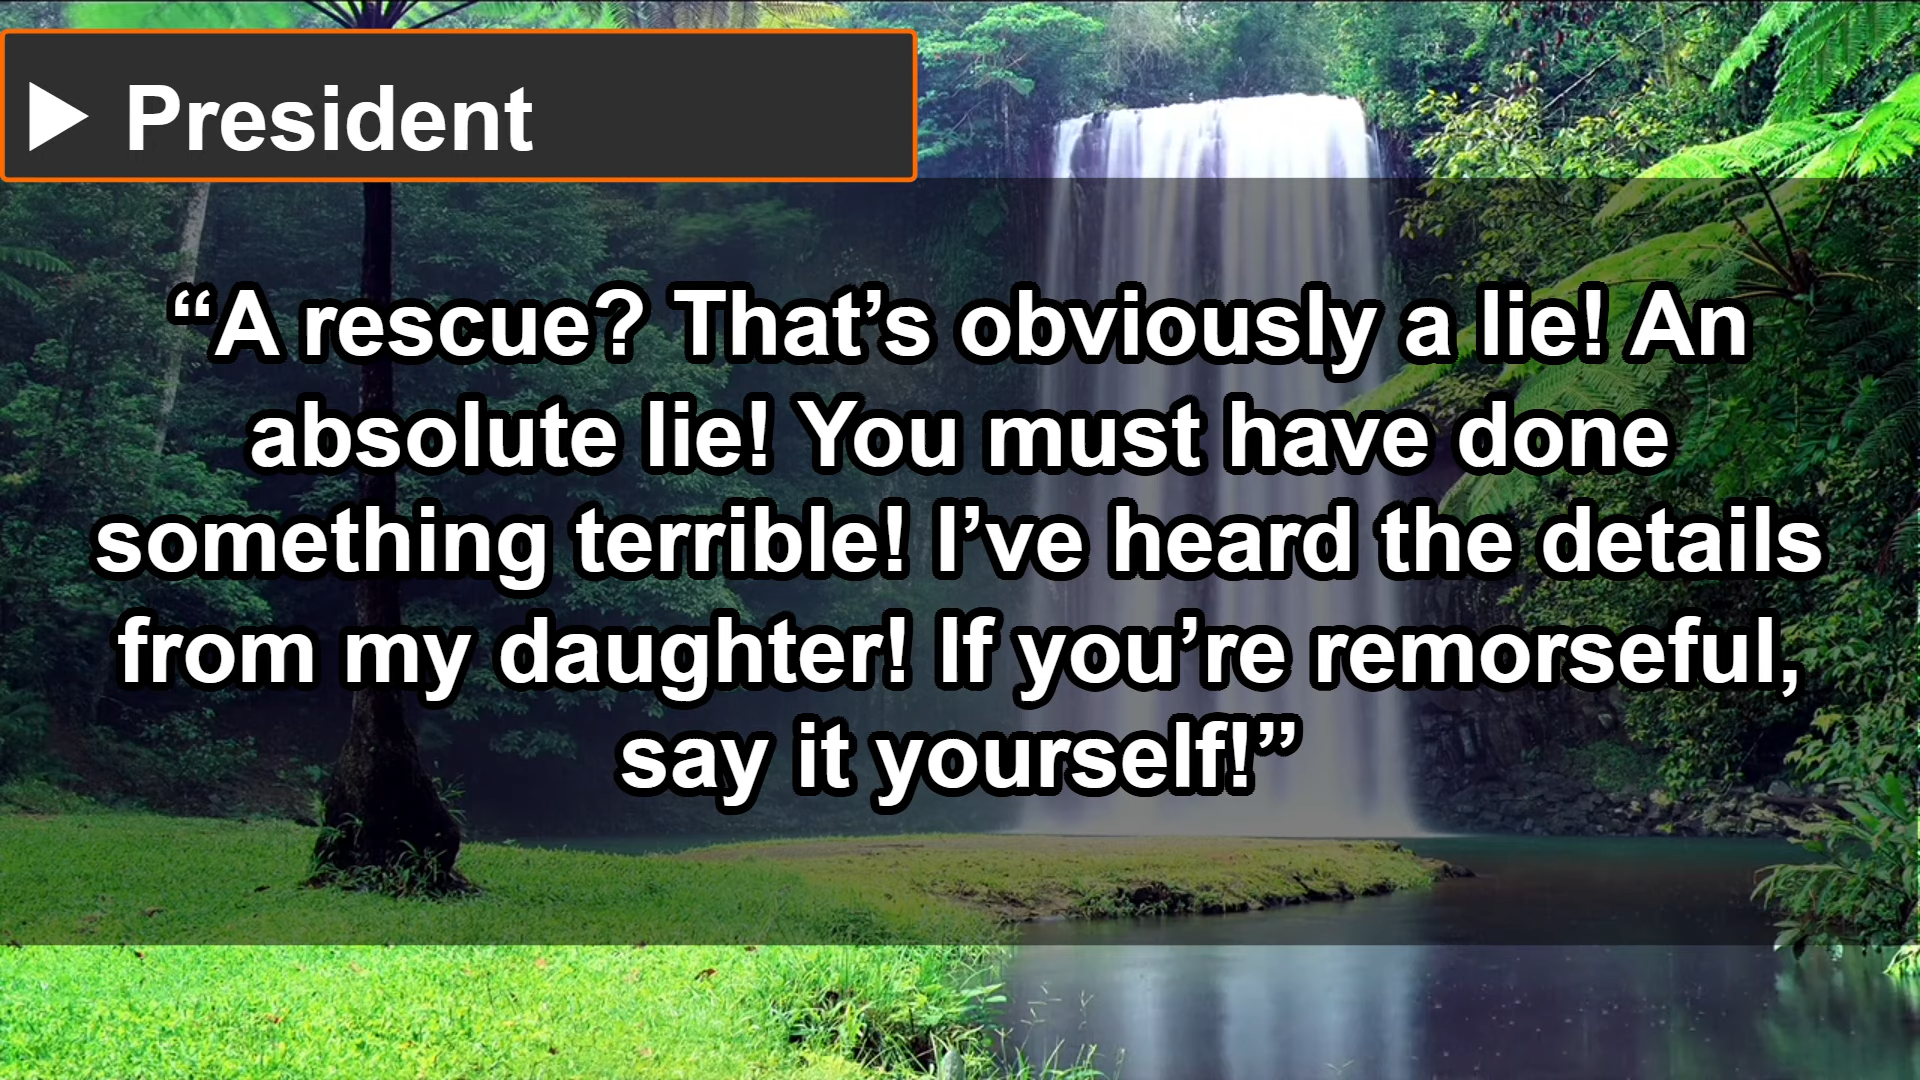 President
“A rescue? That’s obviously a lie! An
absolute lie! You must have done
something terrible! I’ve heard the details
from my daughter! If you’re remorseful,
say it yourself!”